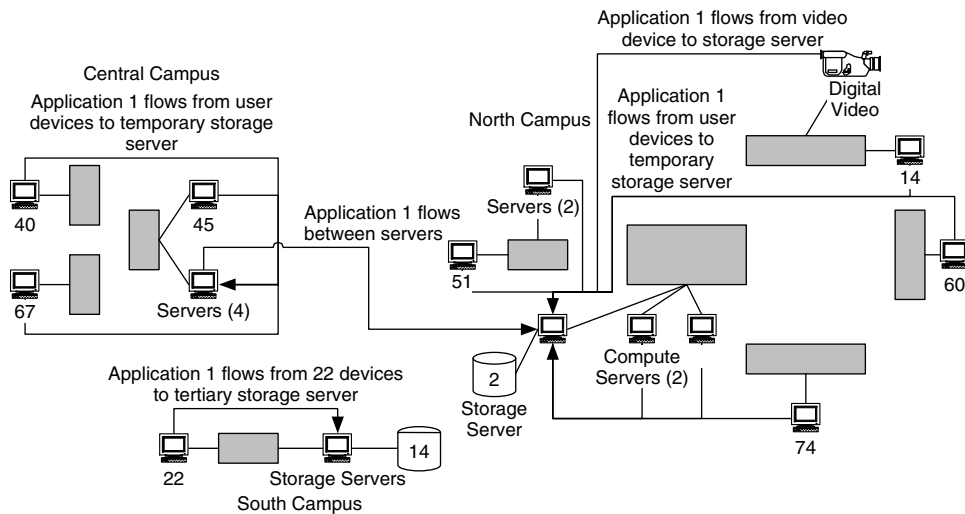 Application 1 flows from video
device to storage server
Central Campus
Application 1 flows from user
devices to temporary storage
server
40
45
67
Servers (4)
Application 1 flows
between servers
North Campus
Servers (2)
51
Application 1
flows from user
devices to
temporary
storage server
Digital
Video
14
60
2
Storage
Server
Compute
Servers (2)
74
Application 1 flows from 22 devices
to tertiary storage server
22
Storage Servers
14
South Campus